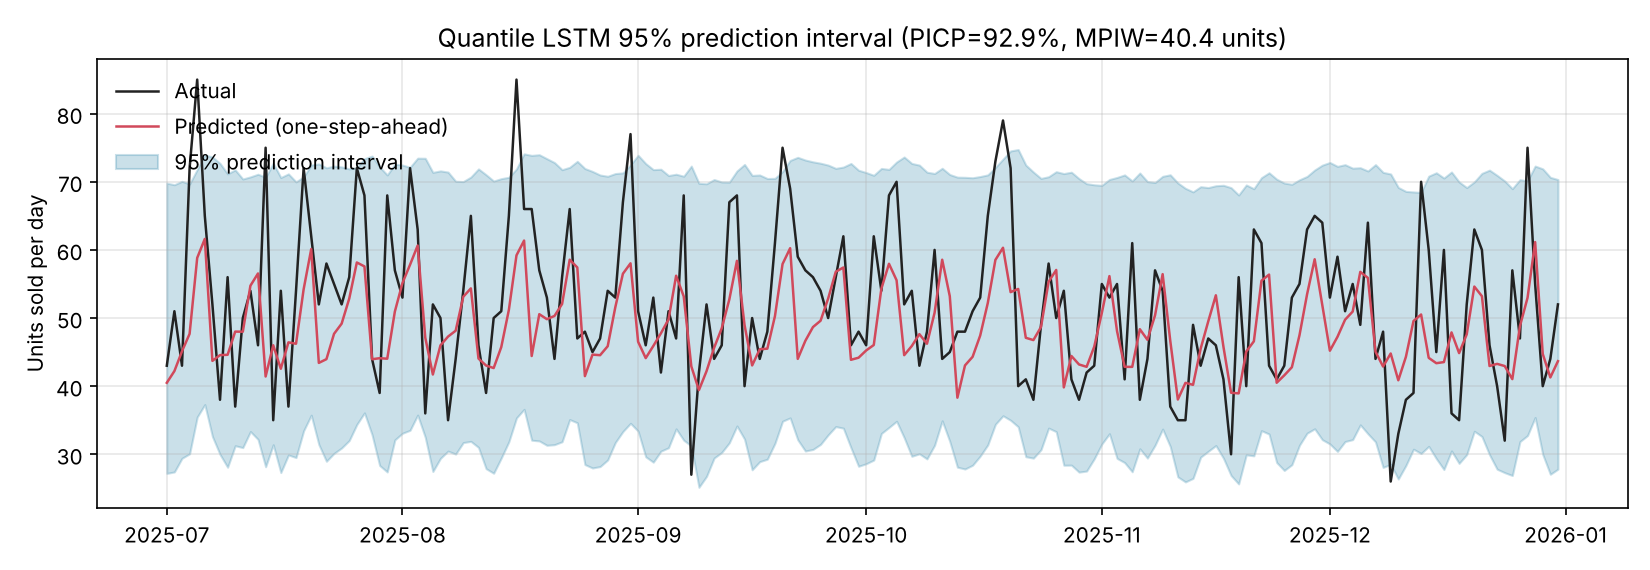 Quantile LSTM 95% prediction interval (PICP=92.9%, MPIW=40.4 units)
Actual
Predicted (one-step-ahead)
95% prediction interval
Units sold per day
80
70
60
50
40
30
2025-07
2025-08
2025-09
2025-10
2025-11
2025-12
2026-01